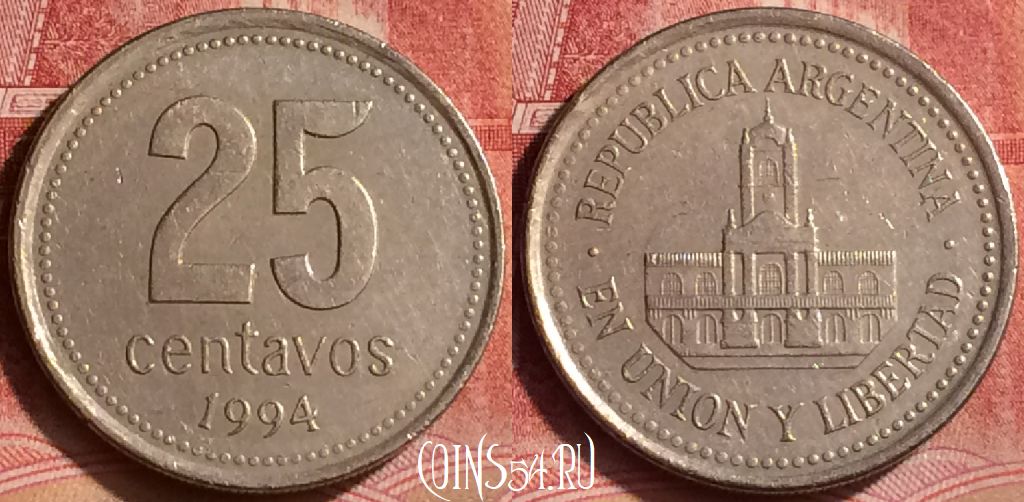 25
centavos
1994
REPUBLICA ARGENTINA
· EN UNION Y LIBERTAD ·
COINS54.RU